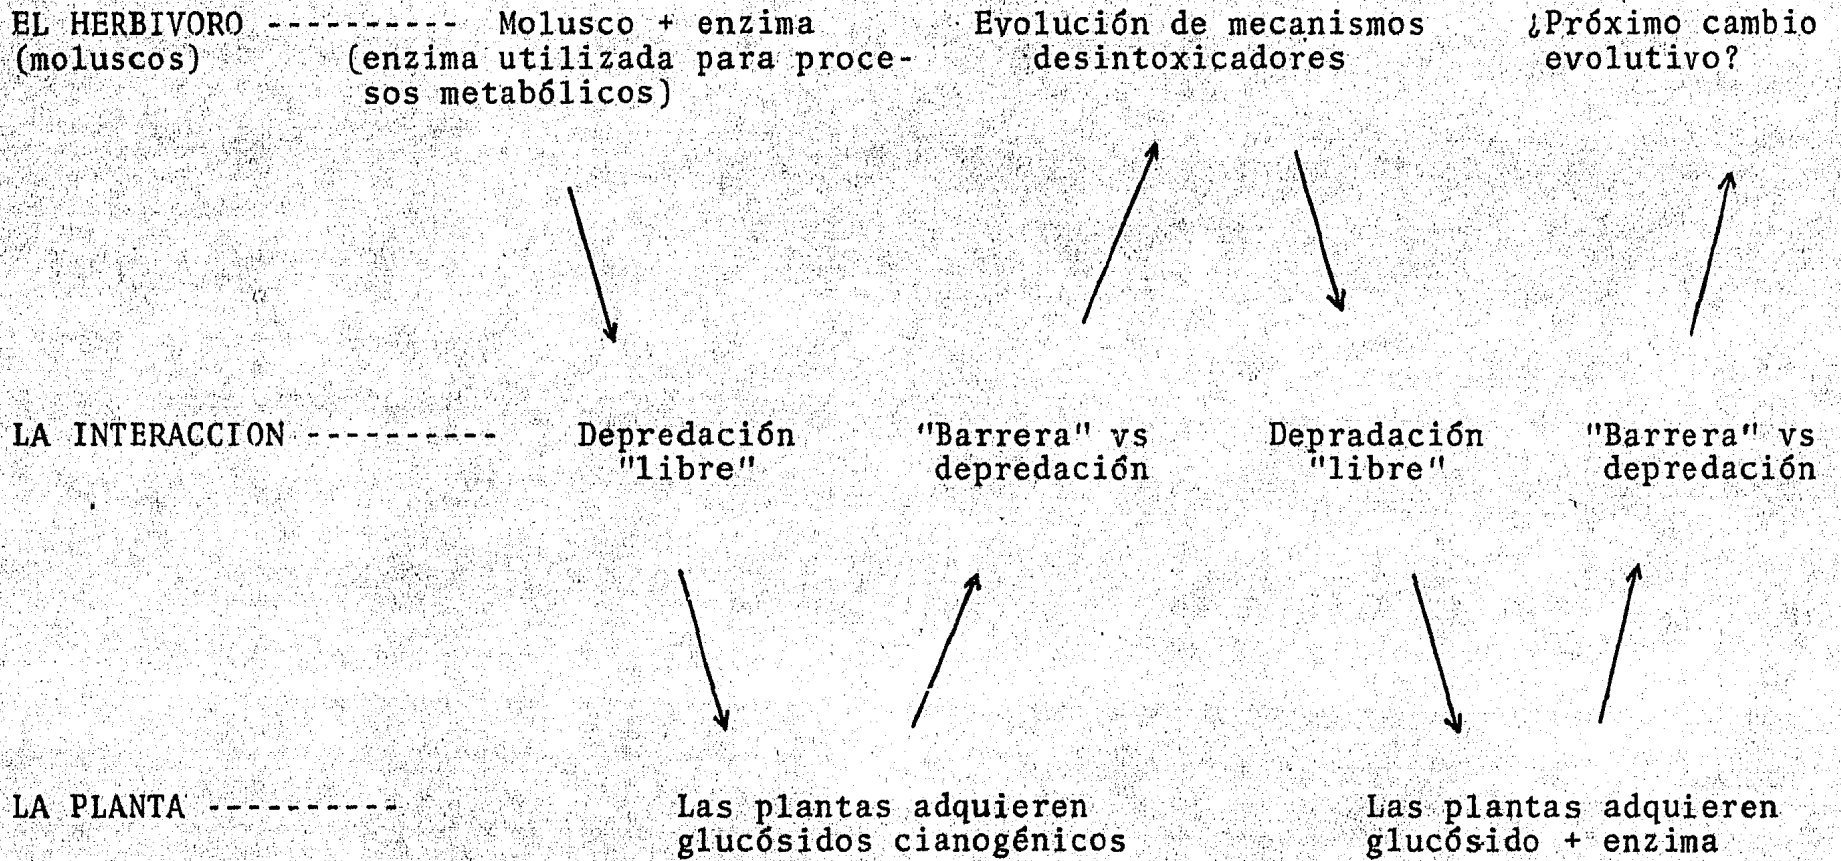 EL HERBIVORO ---------- Molusco + enzima Evolución de mecanismos ¿Próximo cambio
(moluscos) (enzima utilizada para proce- desintoxicadores evolutivo?
sos metabólicos)
LA INTERACCION ---------- Depredación "Barrera" vs Depradación "Barrera" vs
"libre" depredación "libre" depredación
LA PLANTA ---------- Las plantas adquieren Las plantas adquieren
glucósidos cianogénicos glucósido + enzima